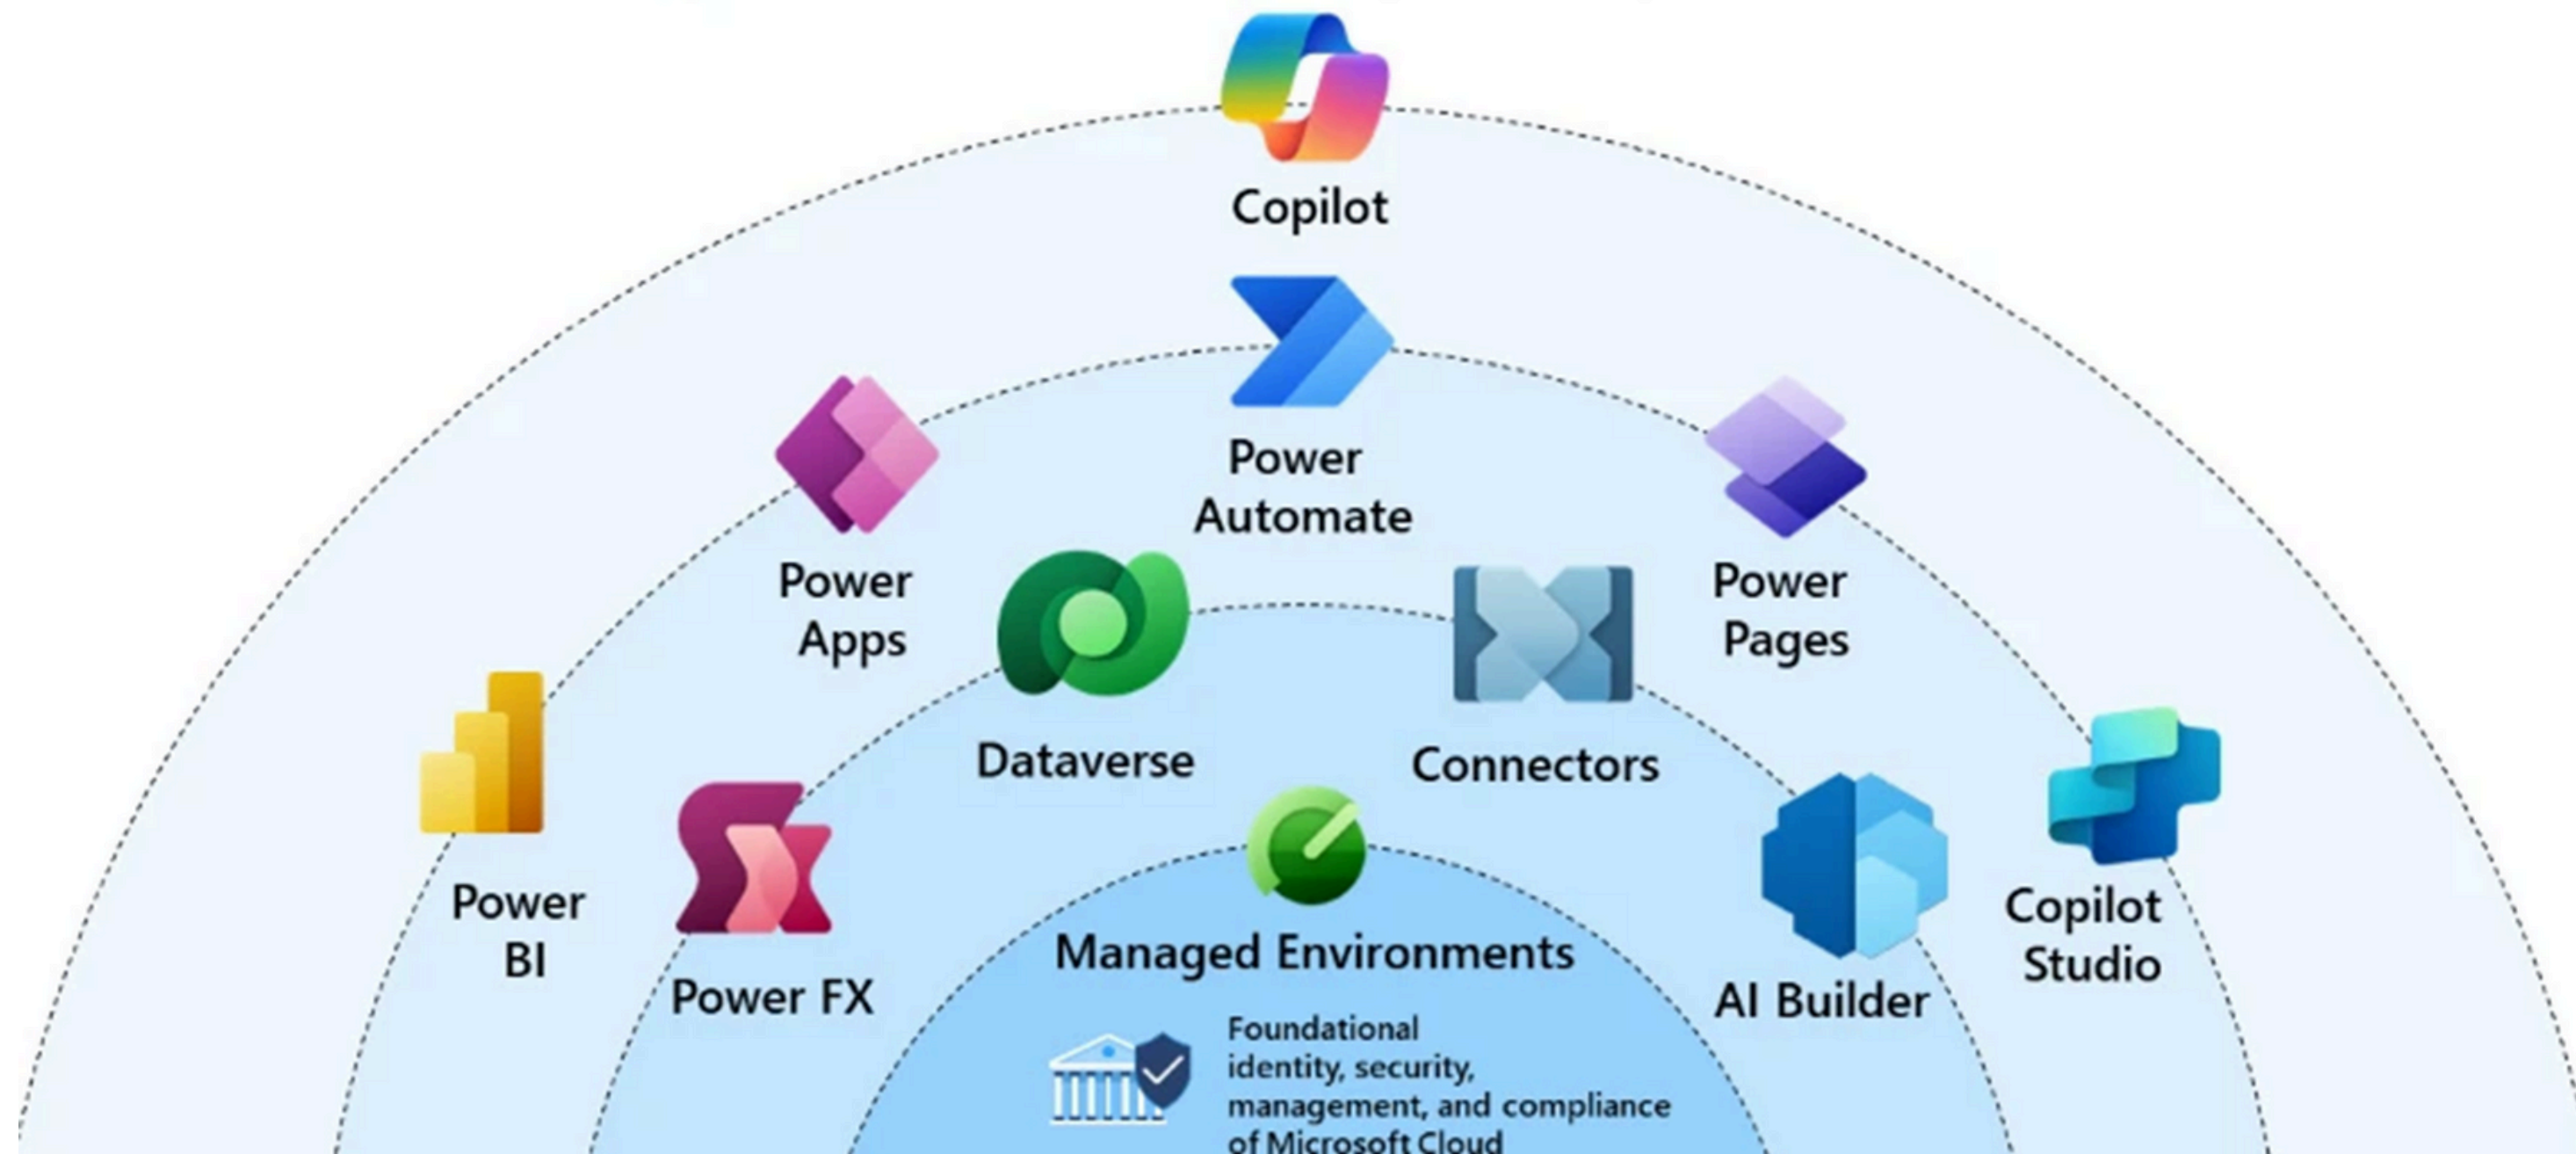 Copilot
Power
Automate
Power
Apps
Power
Pages
Dataverse
Connectors
Power
BI
Power FX
Managed Environments
AI Builder
Copilot
Studio
Foundational
identity, security,
management, and compliance
of Microsoft Cloud